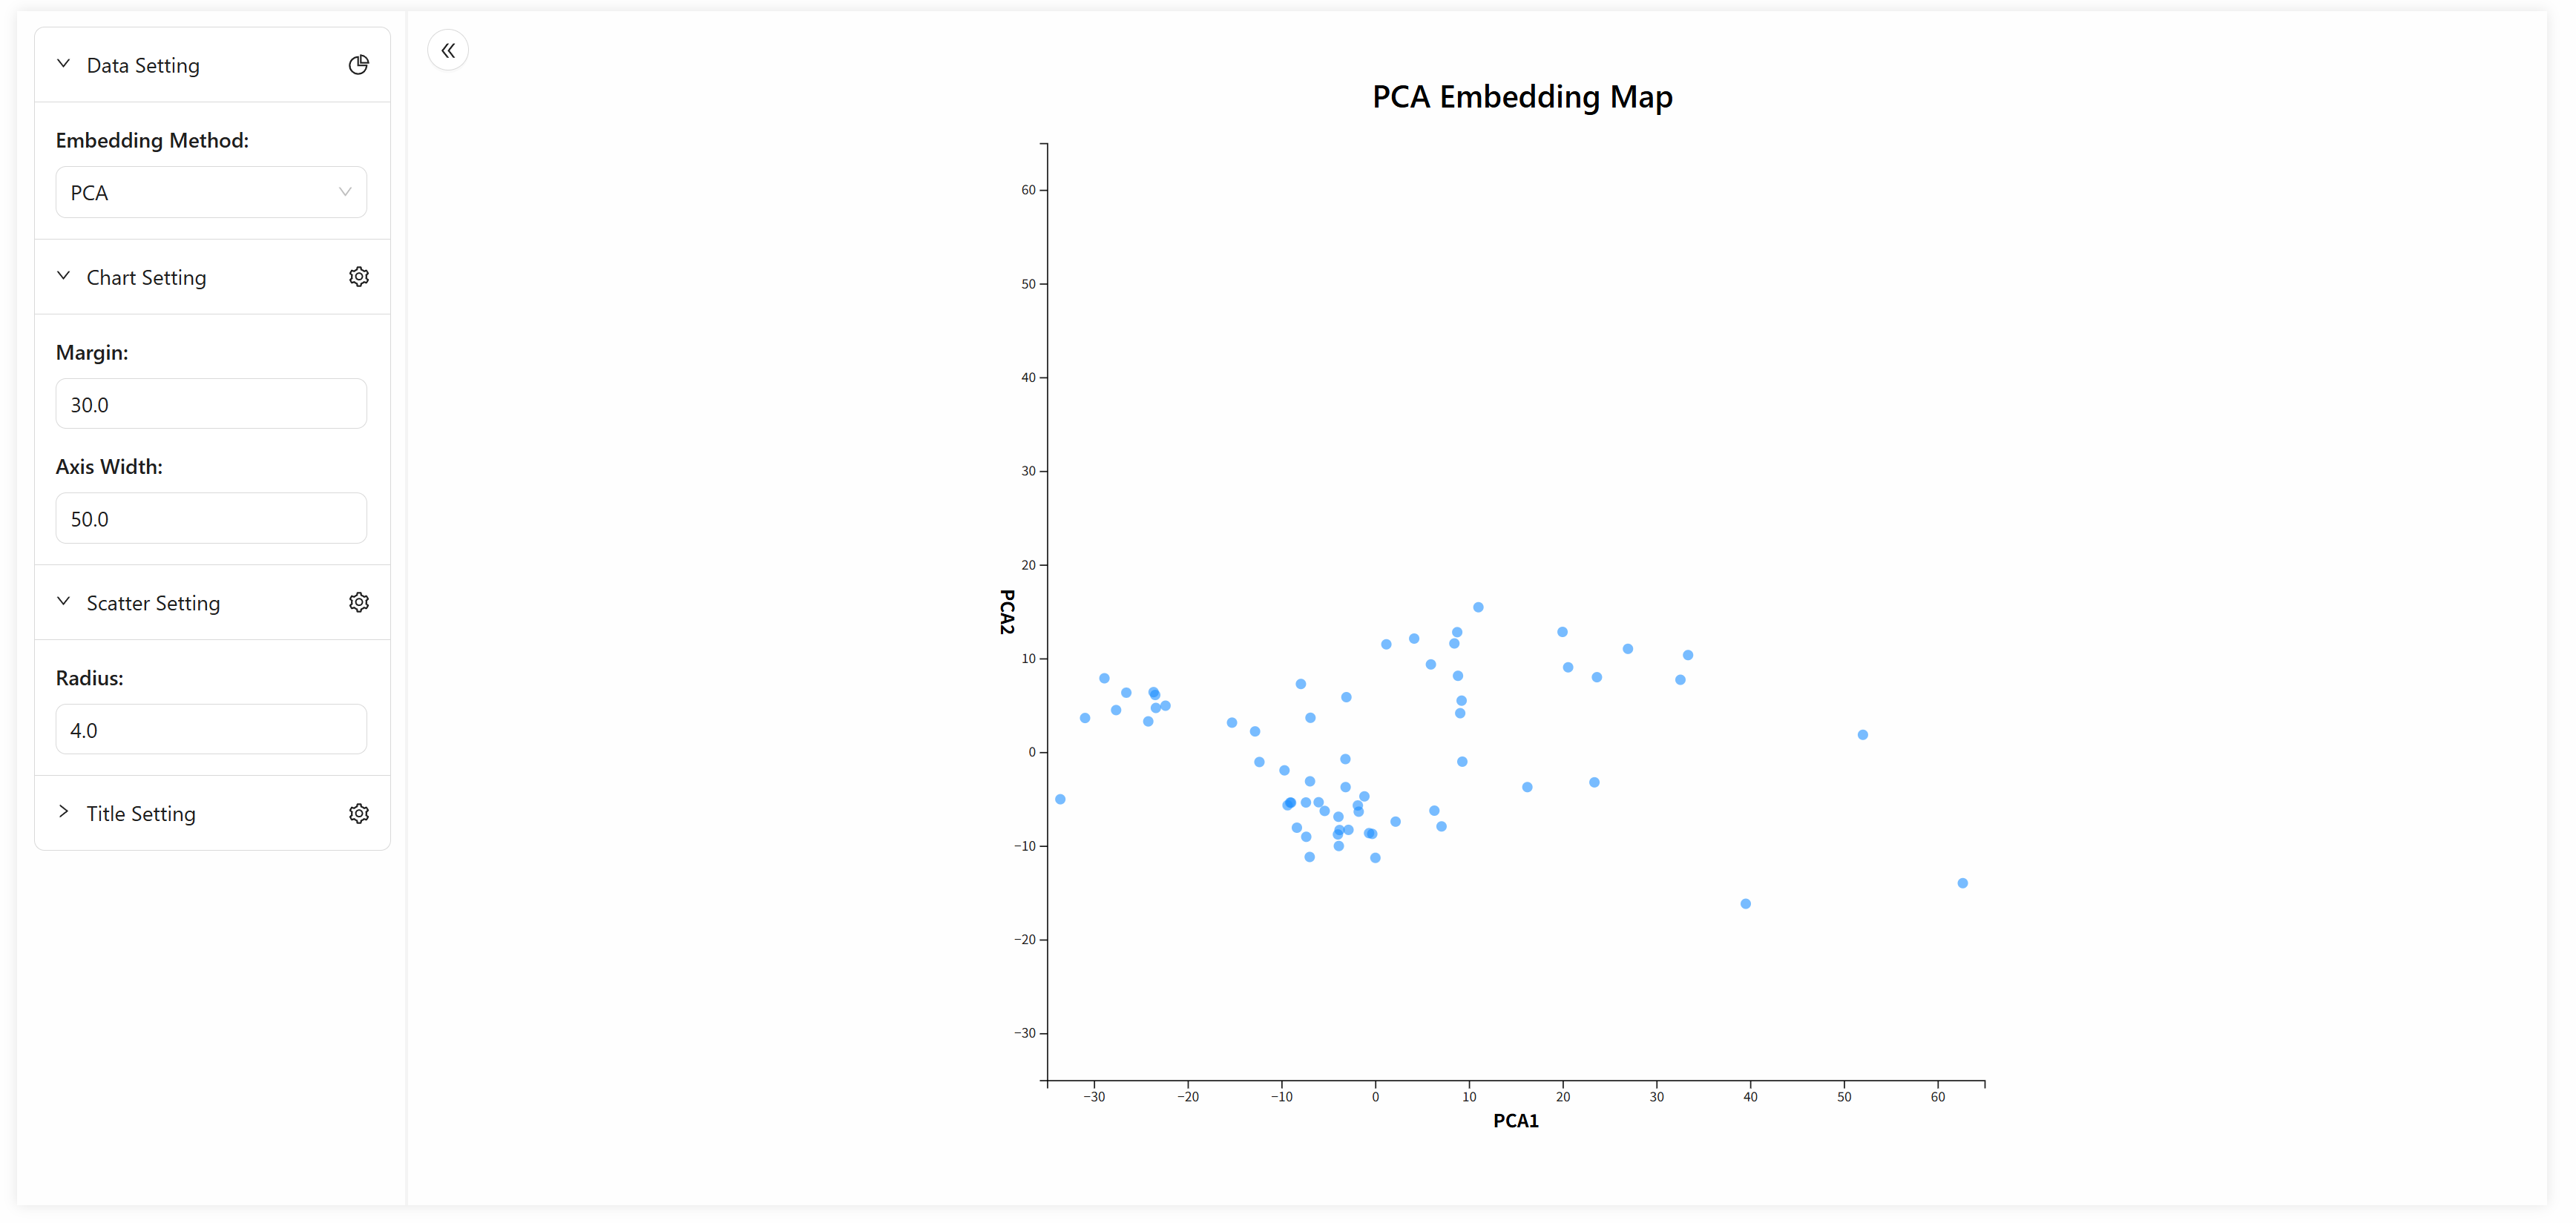 Data Setting
Embedding Method:
PCA
Chart Setting
Margin:
30.0
Axis Width:
50.0
Scatter Setting
Radius:
4.0
Title Setting
PCA Embedding Map
60
50
40
30
20
10
0
−10
−20
−30
PCA2
−30 −20 −10 0 10 20 30 40 50 60
PCA1